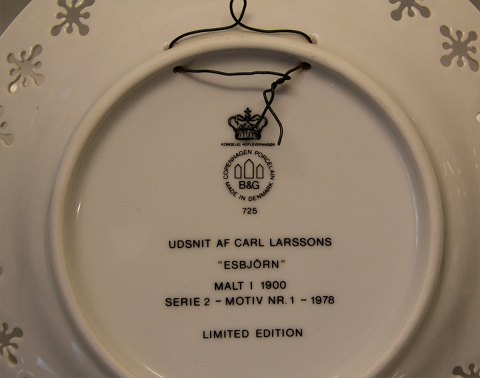 KONGELIG HOFLEVERANDØR
COPENHAGEN PORCELAIN
B&G
MADE IN DENMARK
725
UDSNIT AF CARL LARSSONS
"ESBJÖRN"
MALT I 1900
SERIE 2 - MOTIV NR. 1 - 1978
LIMITED EDITION